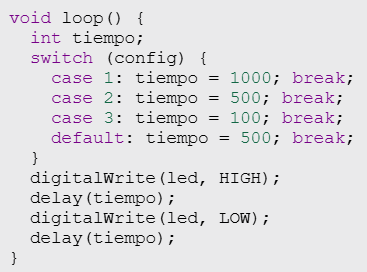 void loop() {
  int tiempo;
  switch (config) {
    case 1: tiempo = 1000; break;
    case 2: tiempo = 500; break;
    case 3: tiempo = 100; break;
    default: tiempo = 500; break;
  }
  digitalWrite(led, HIGH);
  delay(tiempo);
  digitalWrite(led, LOW);
  delay(tiempo);
}